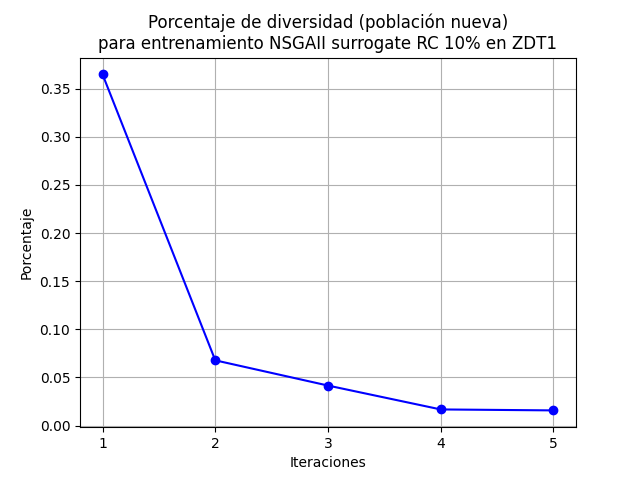 Porcentaje de diversidad (población nueva)
para entrenamiento NSGAII surrogate RC 10% en ZDT1
0.35
0.30
0.25
0.20
0.15
0.10
0.05
0.00
Porcentaje
1 2 3 4 5
Iteraciones